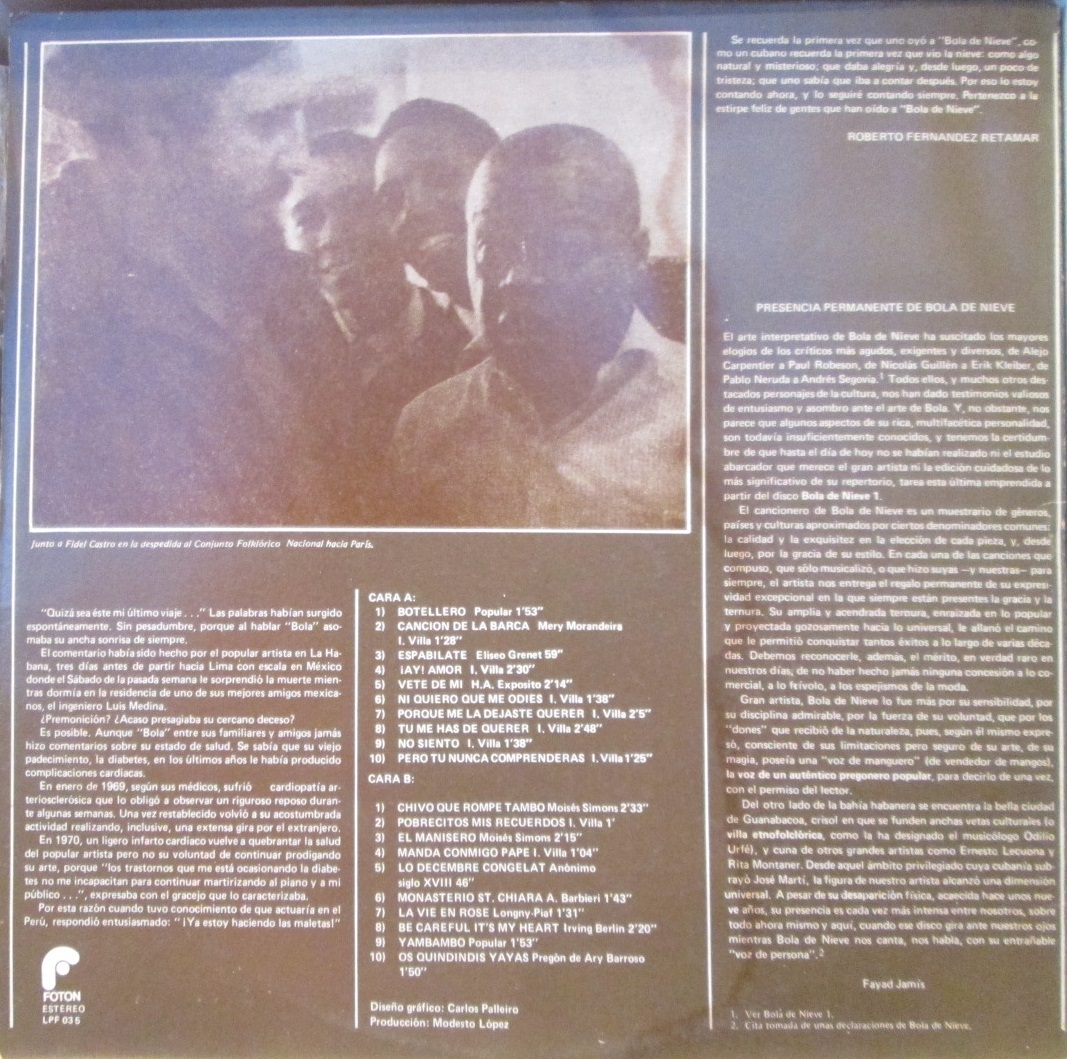 Se recuerda la primera vez que uno oyó a "Bola de Nieve", co-
mo un cubano recuerda la primera vez que vio la nieve: como algo
natural y misterioso; que daba alegría y, desde luego, un poco de
tristeza; que uno sabía que iba a contar después. Por eso lo estoy
contando ahora, y lo seguiré contando siempre. Pertenezco a la
estirpe feliz de gentes que han oído a "Bola de Nieve".
ROBERTO FERNANDEZ RETAMAR
Junto a Fidel Castro en la despedida al Conjunto Folklórico Nacional hacia París.
"Quizá sea éste mi último viaje . . ." Las palabras habían surgido
espontáneamente. Sin pesadumbre, porque al hablar "Bola" aso-
maba su ancha sonrisa de siempre.
El comentario había sido hecho por el popular artista en La Ha-
bana, tres días antes de partir hacia Lima con escala en México
donde el Sábado de la pasada semana le sorprendió la muerte mien-
tras dormía en la residencia de uno de sus mejores amigos mexica-
nos, el ingeniero Luis Medina.
¿Premonición? ¿Acaso presagiaba su cercano deceso?
Es posible. Aunque "Bola" entre sus familiares y amigos jamás
hizo comentarios sobre su estado de salud. Se sabía que su viejo
padecimiento, la diabetes, en los últimos años le había producido
complicaciones cardiacas.
En enero de 1969, según sus médicos, sufrió cardiopatía ar-
teriosclerósica que lo obligó a observar un riguroso reposo duran-
te algunas semanas. Una vez restablecido volvió a su acostumbrada
actividad realizando, inclusive, una extensa gira por el extranjero.
En 1970, un ligero infarto cardíaco vuelve a quebrantar la salud
del popular artista pero no su voluntad de continuar prodigando
su arte, porque "los trastornos que me está ocasionando la diabe-
tes no me incapacitan para continuar martirizando al piano y a mi
público . . .", expresaba con el gracejo que lo caracterizaba.
Por esta razón cuando tuvo conocimiento de que actuaría en el
Perú, respondió entusiasmado: "¡Ya estoy haciendo las maletas!"
FOTON
ESTEREO
LPF 035
CARA A:
1) BOTELLERO Popular 1'53"
2) CANCION DE LA BARCA Mery Morandeira
I. Villa 1'28"
3) ESPABILATE Eliseo Grenet 59"
4) ¡AY! AMOR I. Villa 2'30"
5) VETE DE MI H.A. Exposito 2'14"
6) NI QUIERO QUE ME ODIES I. Villa 1'38"
7) PORQUE ME LA DEJASTE QUERER I. Villa 2'5"
8) TU ME HAS DE QUERER I. Villa 2'48"
9) NO SIENTO I. Villa 1'38"
10) PERO TU NUNCA COMPRENDERAS I. Villa 1'25"
CARA B:
1) CHIVO QUE ROMPE TAMBO Moisés Simons 2'33"
2) POBRECITOS MIS RECUERDOS I. Villa 1'
3) EL MANISERO Moisés Simons 2'15"
4) MANDA CONMIGO PAPE I. Villa 1'04"
5) LO DECEMBRE CONGELAT Anónimo
siglo XVIII 46"
6) MONASTERIO ST. CHIARA A. Barbieri 1'43"
7) LA VIE EN ROSE Longny-Piaf 1'31"
8) BE CAREFUL IT'S MY HEART Irving Berlin 2'20"
9) YAMBAMBO Popular 1'53"
10) OS QUINDINDIS YAYAS Pregón de Ary Barroso
1'50"
Diseño gráfico: Carlos Palleiro
Producción: Modesto López
PRESENCIA PERMANENTE DE BOLA DE NIEVE
El arte interpretativo de Bola de Nieve ha suscitado los mayores
elogios de los críticos más agudos, exigentes y diversos, de Alejo
Carpentier a Paul Robeson, de Nicolás Guillén a Erik Kleiber, de
Pablo Neruda a Andrés Segovia.1 Todos ellos, y muchos otros des-
tacados personajes de la cultura, nos han dado testimonios valiosos
de entusiasmo y asombro ante el arte de Bola. Y, no obstante, nos
parece que algunos aspectos de su rica, multifacética personalidad,
son todavía insuficientemente conocidos, y tenemos la certidum-
bre de que hasta el día de hoy no se habían realizado ni el estudio
abarcador que merece el gran artista ni la edición cuidadosa de lo
más significativo de su repertorio, tarea esta última emprendida a
partir del disco Bola de Nieve 1.
El cancionero de Bola de Nieve es un muestrario de géneros,
países y culturas aproximados por ciertos denominadores comunes:
la calidad y la exquisitez en la elección de cada pieza, y, desde
luego, por la gracia de su estilo. En cada una de las canciones que
compuso, que sólo musicalizó, o que hizo suyas —y nuestras— para
siempre, el artista nos entrega el regalo permanente de su expresi-
vidad excepcional en la que siempre están presentes la gracia y la
ternura. Su amplia y acendrada ternura, enraizada en lo popular
y proyectada gozosamente hacia lo universal, le allanó el camino
que le permitió conquistar tantos éxitos a lo largo de varias déca-
das. Debemos reconocerle, además, el mérito, en verdad raro en
nuestros días, de no haber hecho jamás ninguna concesión a lo co-
mercial, a lo frívolo, a los espejismos de la moda.
Gran artista, Bola de Nieve lo fue más por su sensibilidad, por
su disciplina admirable, por la fuerza de su voluntad, que por los
"dones" que recibió de la naturaleza, pues, según él mismo expre-
só, consciente de sus limitaciones pero seguro de su arte, de su
magia, poseía una "voz de manguero" (de vendedor de mangos),
la voz de un auténtico pregonero popular, para decirlo de una vez,
con el permiso del lector.
Del otro lado de la bahía habanera se encuentra la bella ciudad
de Guanabacoa, crisol en que se funden anchas vetas culturales (o
villa etnofolclòrica, como la ha designado el musicólogo Odilio
Urfé), y cuna de otros grandes artistas como Ernesto Lecuona y
Rita Montaner. Desde aquel ámbito privilegiado cuya cubanía sub-
rayó José Martí, la figura de nuestro artista alcanzó una dimensión
universal. A pesar de su desaparición física, acaecida hace unos nue-
ve años, su presencia es cada vez más intensa entre nosotros, sobre
todo ahora mismo y aquí, cuando ese disco gira ante nuestros ojos
mientras Bola de Nieve nos canta, nos habla, con su entrañable
"voz de persona".2
Fayad Jamis
1. Ver Bola de Nieve 1.
2. Cita tomada de unas declaraciones de Bola de Nieve.